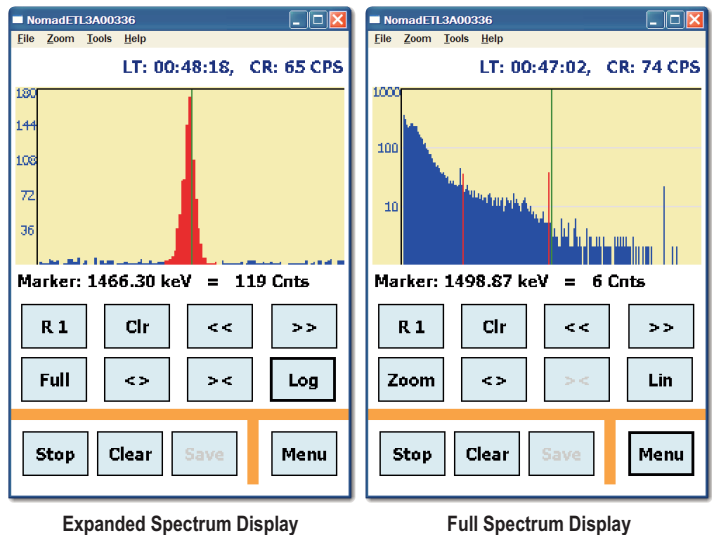 NomadETL3A00336
File Zoom Tools Help
LT: 00:48:18, CR: 65 CPS
180
144
108
72
36
Marker: 1466.30 keV = 119 Cnts
R 1 Clr << >>
Full <> >< Log
Stop Clear Save Menu
Expanded Spectrum Display
NomadETL3A00336
File Zoom Tools Help
LT: 00:47:02, CR: 74 CPS
1000
100
10
Marker: 1498.87 keV = 6 Cnts
R 1 Clr << >>
Zoom <> >< Lin
Stop Clear Save Menu
Full Spectrum Display